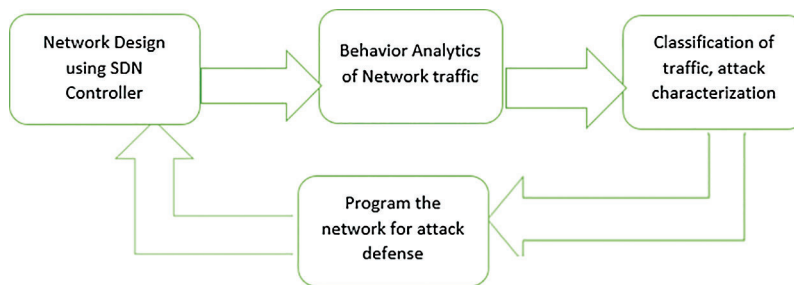 Network Design
using SDN
Controller
Behavior Analytics
of Network traffic
Classification of
traffic, attack
characterization
Program the
network for attack
defense